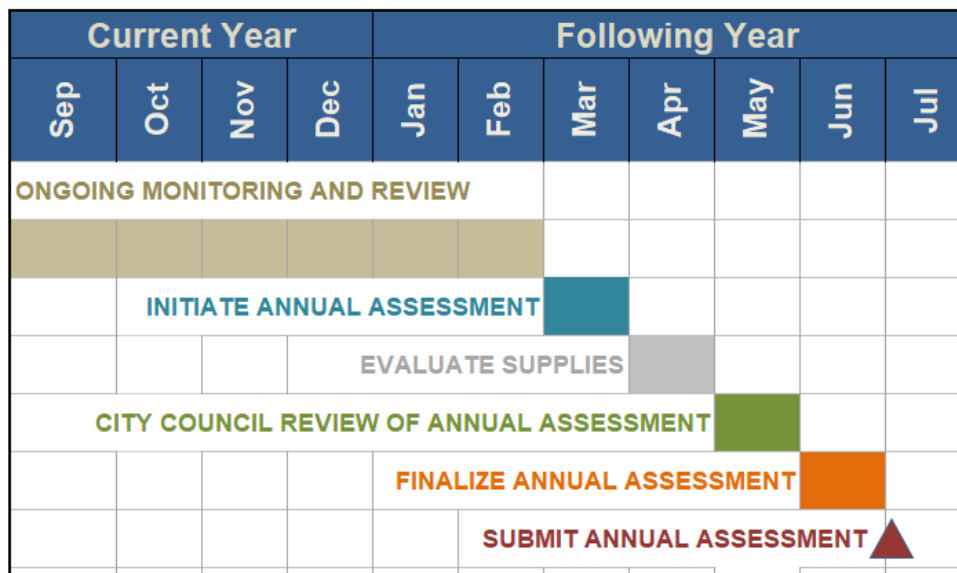 Current Year Following Year
Sep Oct Nov Dec Jan Feb Mar Apr May Jun Jul
ONGOING MONITORING AND REVIEW
INITIATE ANNUAL ASSESSMENT
EVALUATE SUPPLIES
CITY COUNCIL REVIEW OF ANNUAL ASSESSMENT
FINALIZE ANNUAL ASSESSMENT
SUBMIT ANNUAL ASSESSMENT